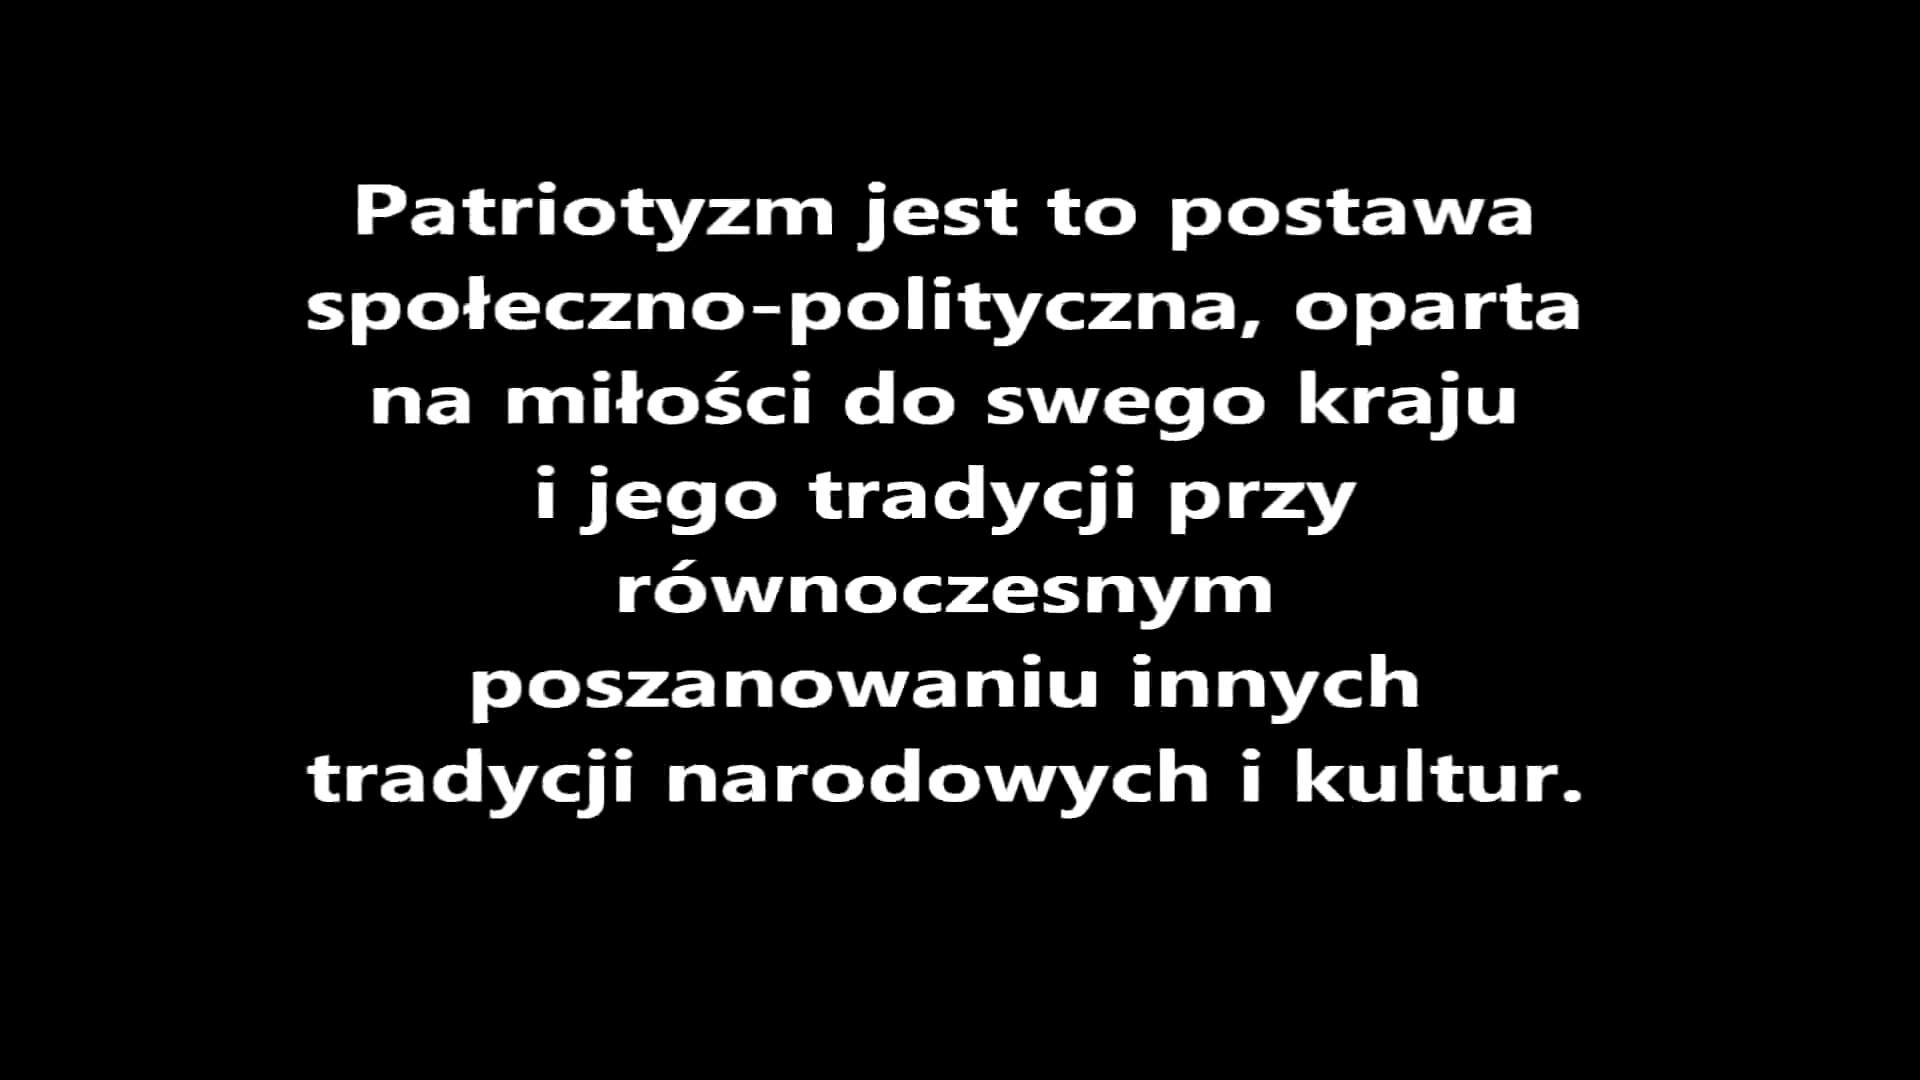 Patriotyzm jest to postawa
społeczno-polityczna, oparta
na miłości do swego kraju
i jego tradycji przy
równoczesnym
poszanowaniu innych
tradycji narodowych i kultur.